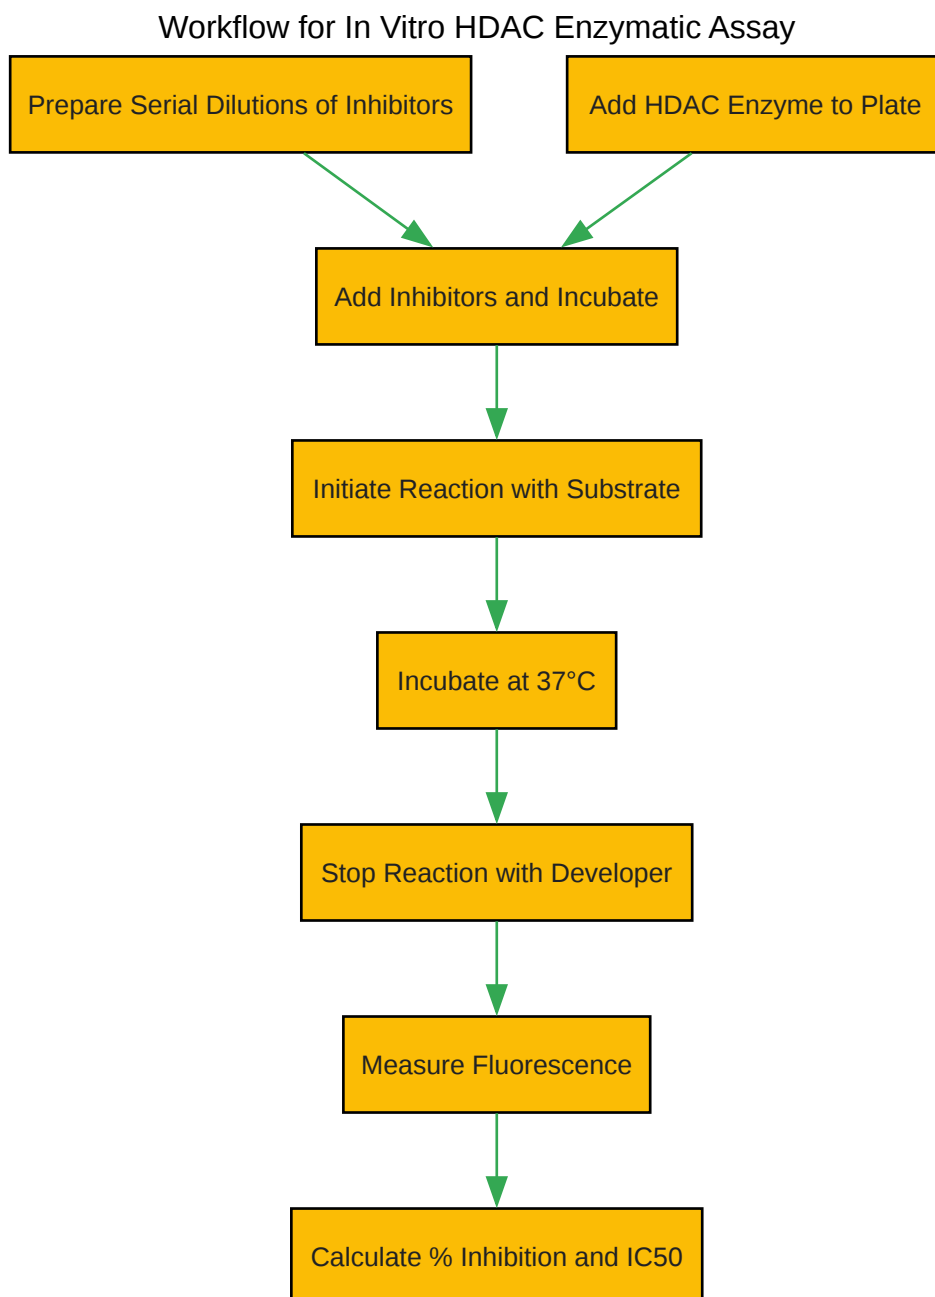 Workflow for In Vitro HDAC Enzymatic Assay
Prepare Serial Dilutions of Inhibitors
Add HDAC Enzyme to Plate
Add Inhibitors and Incubate
Initiate Reaction with Substrate
Incubate at 37°C
Stop Reaction with Developer
Measure Fluorescence
Calculate % Inhibition and IC50